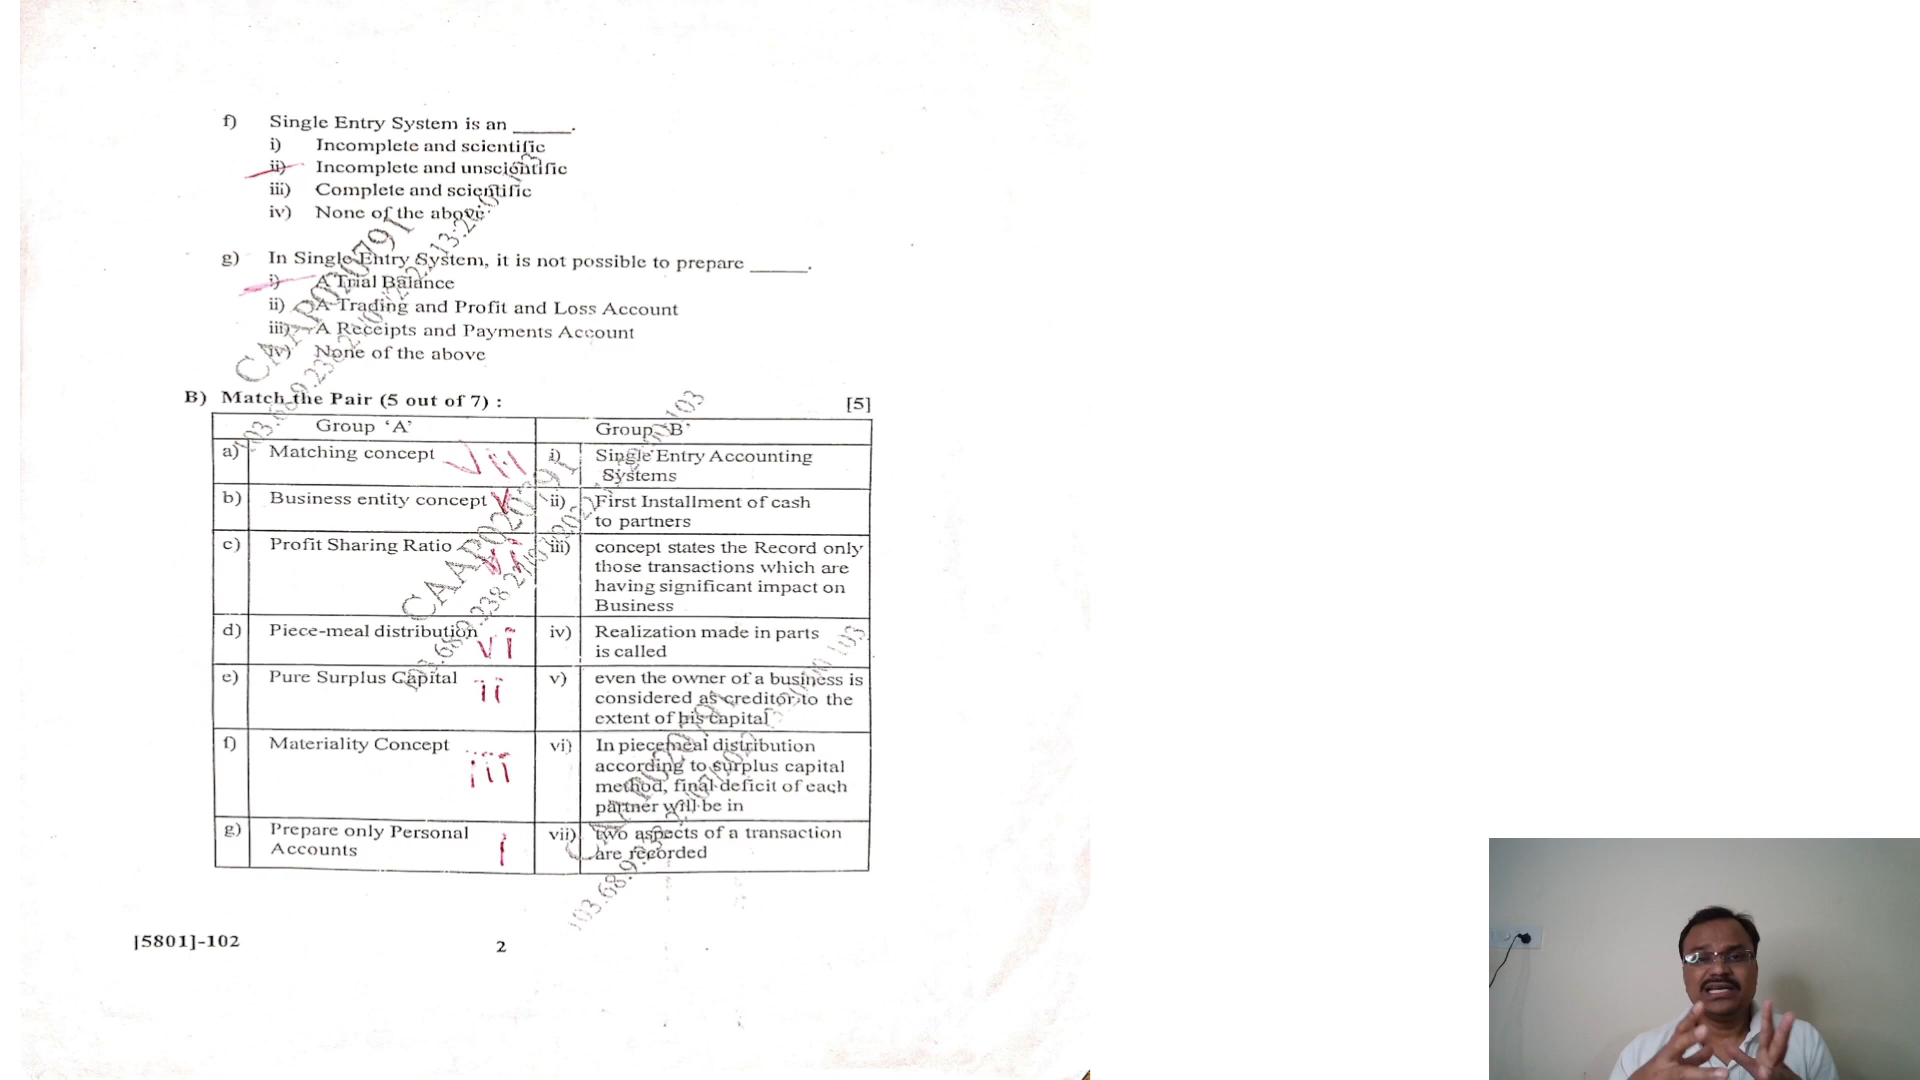 f) Single Entry System is an _____.
i) Incomplete and scientific
ii) Incomplete and unscientific
iii) Complete and scientific
iv) None of the above
g) In Single Entry System, it is not possible to prepare _____.
i) A Trial Balance
ii) A Trading and Profit and Loss Account
iii) A Receipts and Payments Account
iv) None of the above
B) Match the Pair (5 out of 7) : [5]
Group ‘A’ Group ‘B’
a) Matching concept vii i) Single Entry Accounting
Systems
b) Business entity concept v ii) First Installment of cash
to partners
c) Profit Sharing Ratio vi iii) concept states the Record only
those transactions which are
having significant impact on
Business
d) Piece-meal distribution vi iv) Realization made in parts
is called
e) Pure Surplus Capital ii v) even the owner of a business is
considered as creditor to the
extent of his capital
f) Materiality Concept iii vi) In piecemeal distribution
according to surplus capital
method, final deficit of each
partner will be in
g) Prepare only Personal i vii) two aspects of a transaction
Accounts are recorded
CAAP020791
CAAP020791
CAAP020791
[5801]-102 2